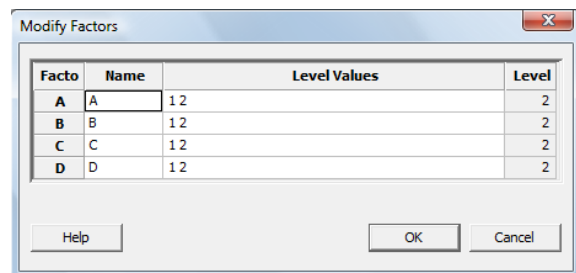 Modify Factors
Facto Name Level Values Level
A A 1 2 2
B B 1 2 2
C C 1 2 2
D D 1 2 2
Help OK Cancel